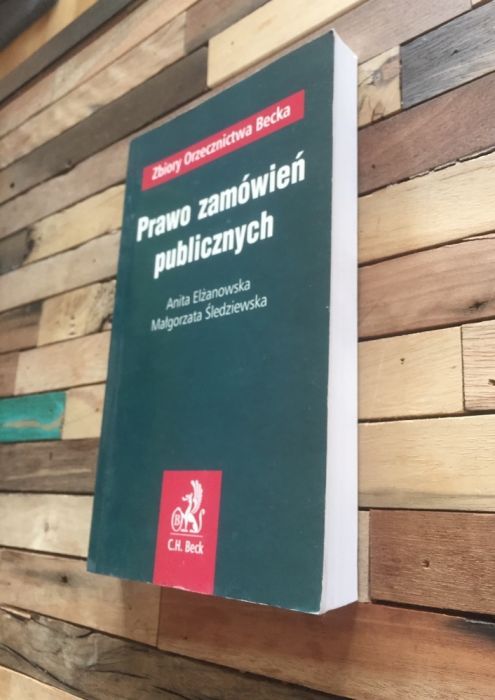 Zbiory Orzecznictwa Becka
Prawo zamówień
publicznych
Anita Elżanowska
Małgorzata Śledziewska
B
C.H. Beck